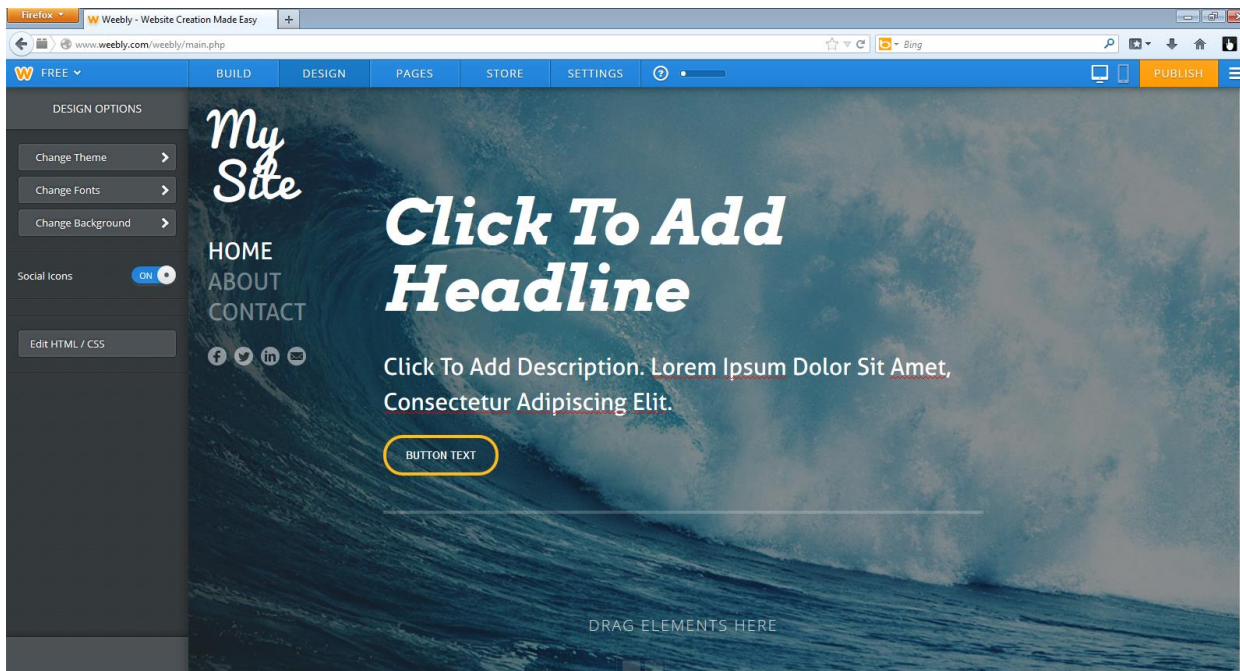 Firefox
W Weebly - Website Creation Made Easy
www.weebly.com/weebly/main.php
Bing
W FREE BUILD DESIGN PAGES STORE SETTINGS ? PUBLISH
DESIGN OPTIONS
Change Theme
Change Fonts
Change Background
Social Icons ON
Edit HTML / CSS
My
Site
HOME
ABOUT
CONTACT
Click To Add
Headline
Click To Add Description. Lorem Ipsum Dolor Sit Amet,
Consectetur Adipiscing Elit.
BUTTON TEXT
DRAG ELEMENTS HERE